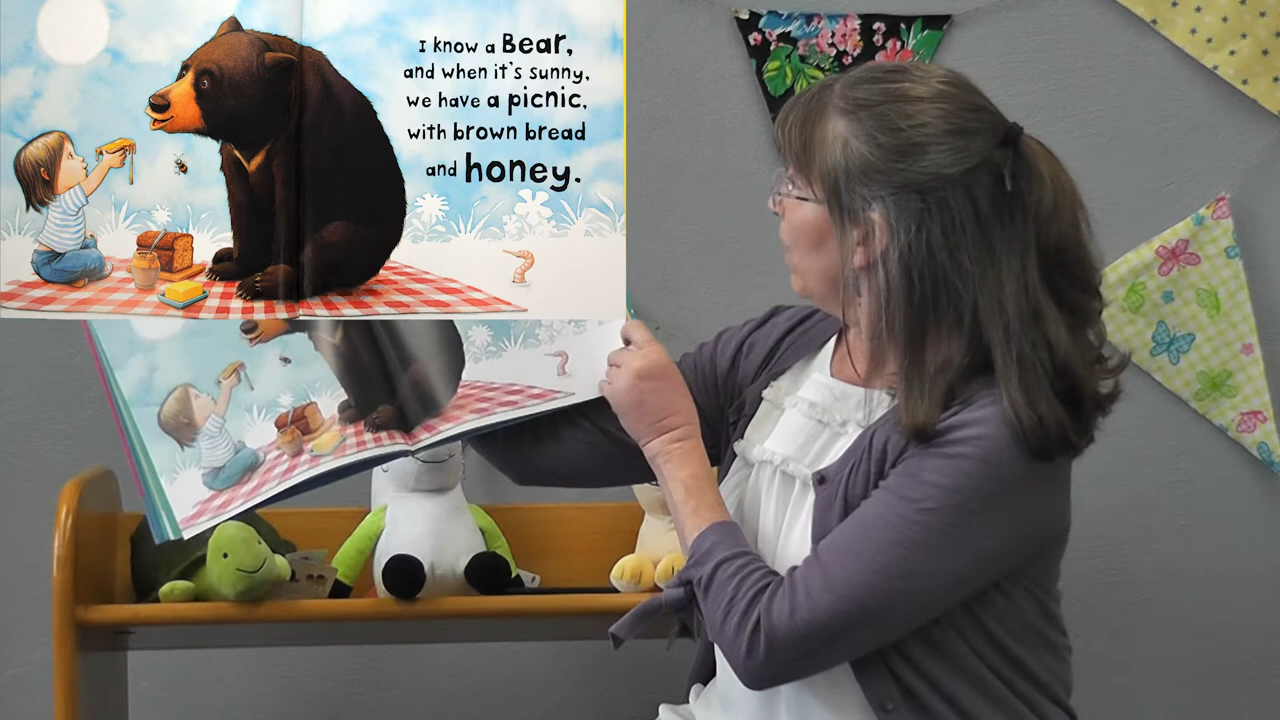 I know a Bear,
and when it's sunny,
we have a picnic,
with brown bread
and honey.